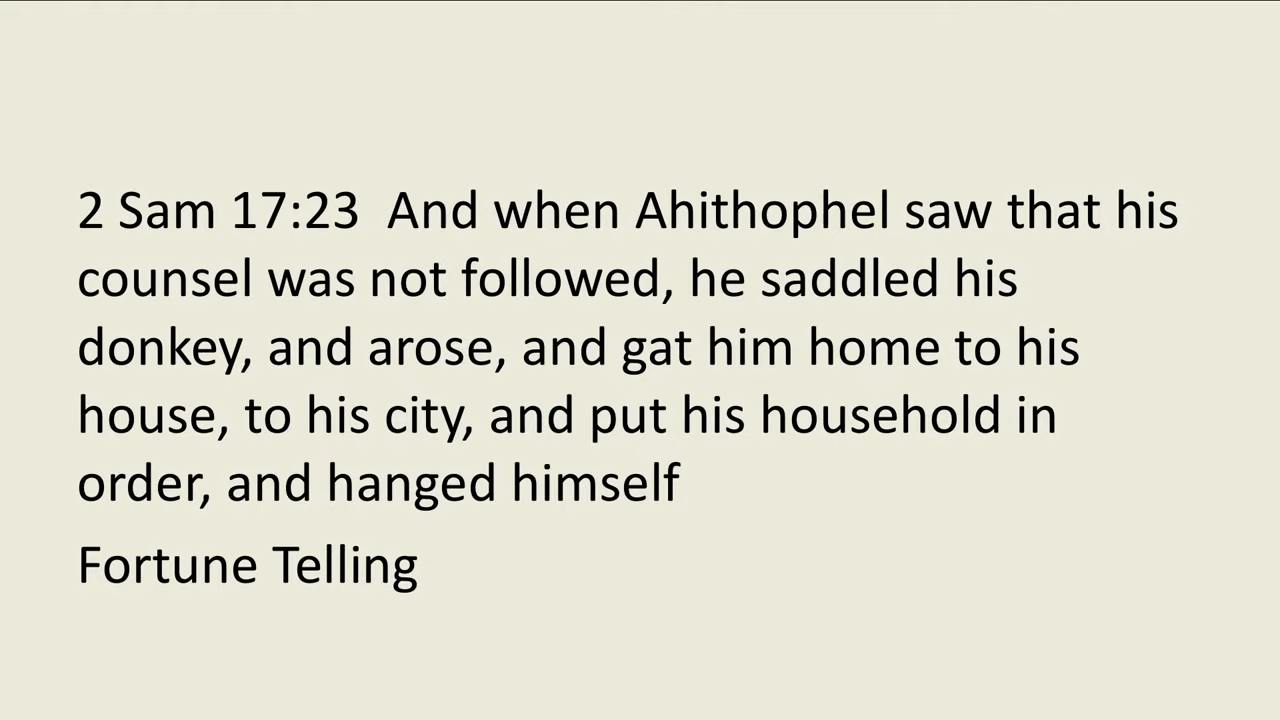 2 Sam 17:23  And when Ahithophel saw that his
counsel was not followed, he saddled his
donkey, and arose, and gat him home to his
house, to his city, and put his household in
order, and hanged himself
Fortune Telling